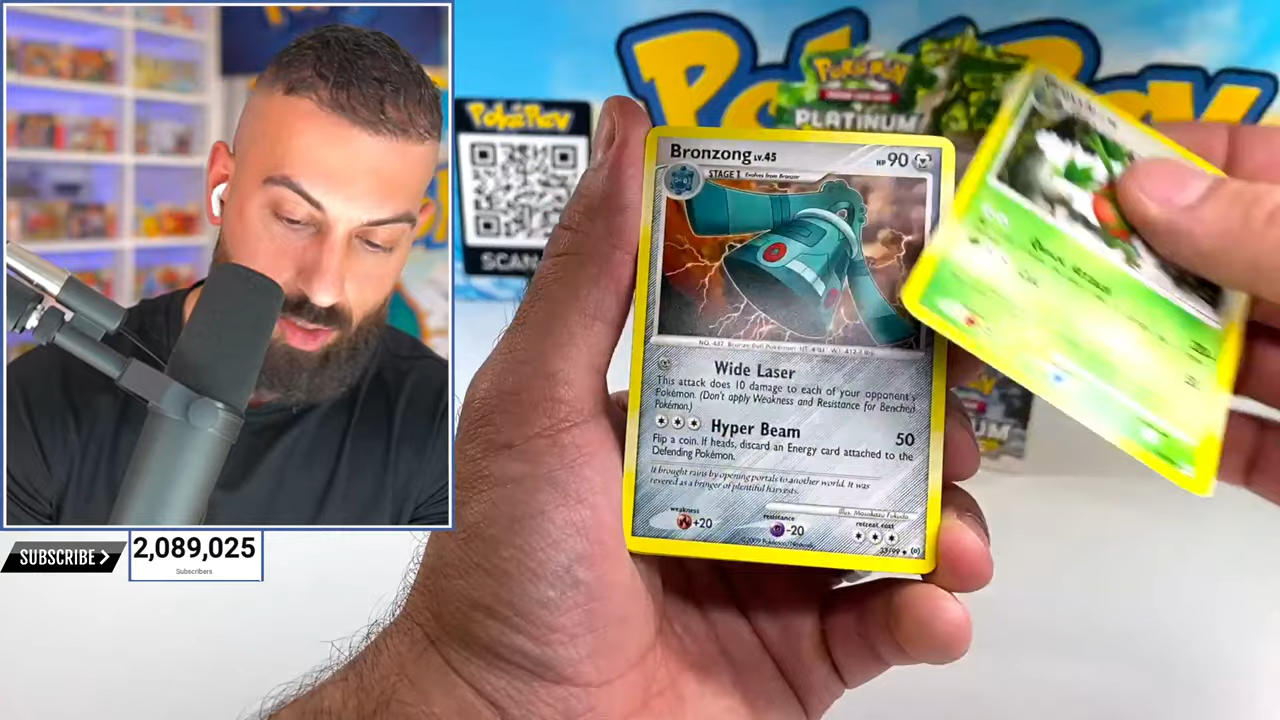 PokéRev
SCAN
Pokémon
PLATINUM
Bronzong LV.45
HP 90
STAGE 1 Evolves from Bronzor
Wide Laser
This attack does 10 damage to each of your opponent's
Pokémon. (Don't apply Weakness and Resistance for Benched
Pokémon.)
Hyper Beam 50
Flip a coin. If heads, discard an Energy card attached to the
Defending Pokémon.
It brought rains by opening portals to another world. It was
revered as a bringer of plentiful harvests.
weakness
+20
resistance
-20
retreat cost
SUBSCRIBE >
2,089,025
Subscribers